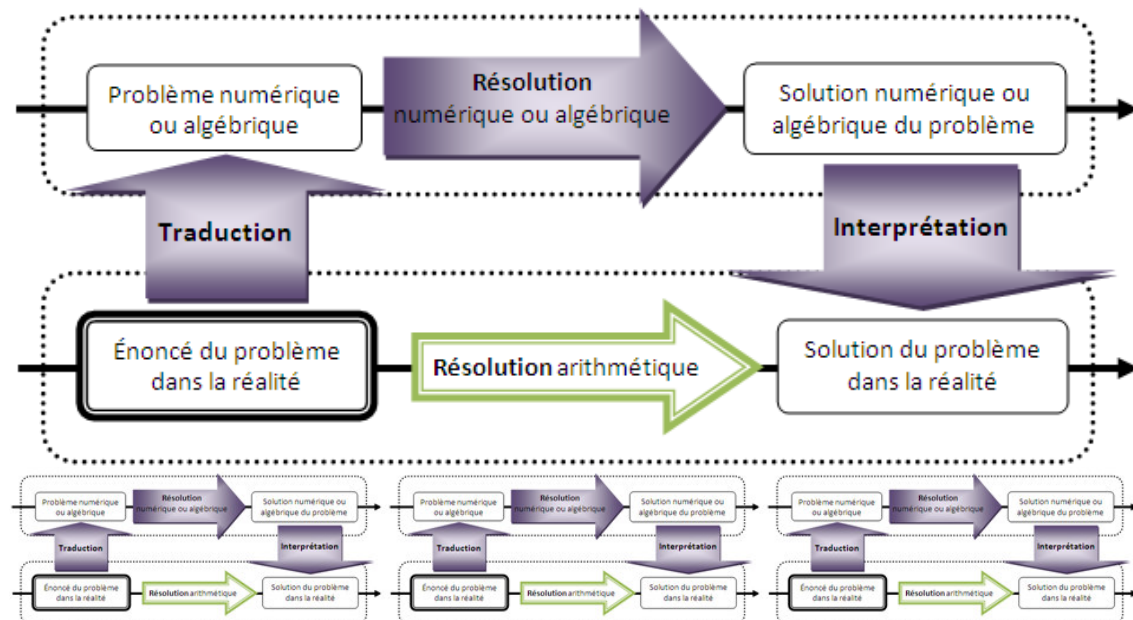 Problème numérique
ou algébrique
Résolution
numérique ou algébrique
Solution numérique ou
algébrique du problème
Traduction
Interprétation
Énoncé du problème
dans la réalité
Résolution arithmétique
Solution du problème
dans la réalité
Problème numérique
ou algébrique
Résolution
numérique ou algébrique
Solution numérique ou
algébrique du problème
Traduction
Interprétation
Énoncé du problème
dans la réalité
Résolution arithmétique
Solution du problème
dans la réalité
Problème numérique
ou algébrique
Résolution
numérique ou algébrique
Solution numérique ou
algébrique du problème
Traduction
Interprétation
Énoncé du problème
dans la réalité
Résolution arithmétique
Solution du problème
dans la réalité
Problème numérique
ou algébrique
Résolution
numérique ou algébrique
Solution numérique ou
algébrique du problème
Traduction
Interprétation
Énoncé du problème
dans la réalité
Résolution arithmétique
Solution du problème
dans la réalité